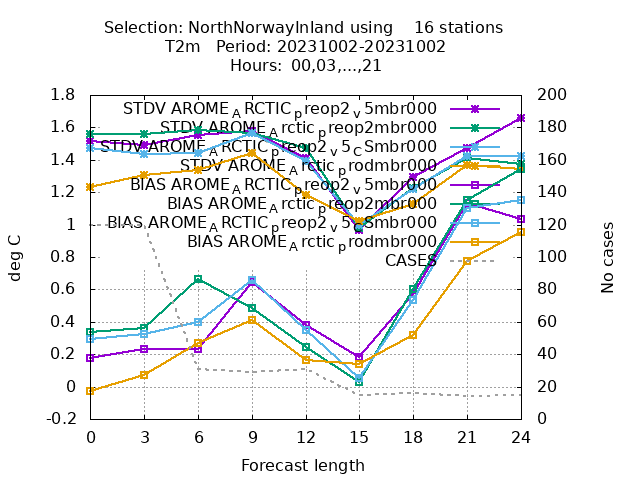 Selection: NorthNorwayInland using    16 stations
T2m   Period: 20231002-20231002
Hours:  00,03,...,21
1.8
1.6
1.4
1.2
1
0.8
0.6
0.4
0.2
0
-0.2
deg C
STDV AROME_ARCTIC_preop2_v5mbr000
STDV AROME_Arctic_preop2mbr000
STDV AROME_ARCTIC_preop2_v5_CSmbr000
STDV AROME_Arctic_prodmbr000
BIAS AROME_ARCTIC_preop2_v5mbr000
BIAS AROME_Arctic_preop2mbr000
BIAS AROME_ARCTIC_preop2_v5_CSmbr000
BIAS AROME_Arctic_prodmbr000
CASES
200
180
160
140
120
100
80
60
40
20
0
No cases
0 3 6 9 12 15 18 21 24
Forecast length